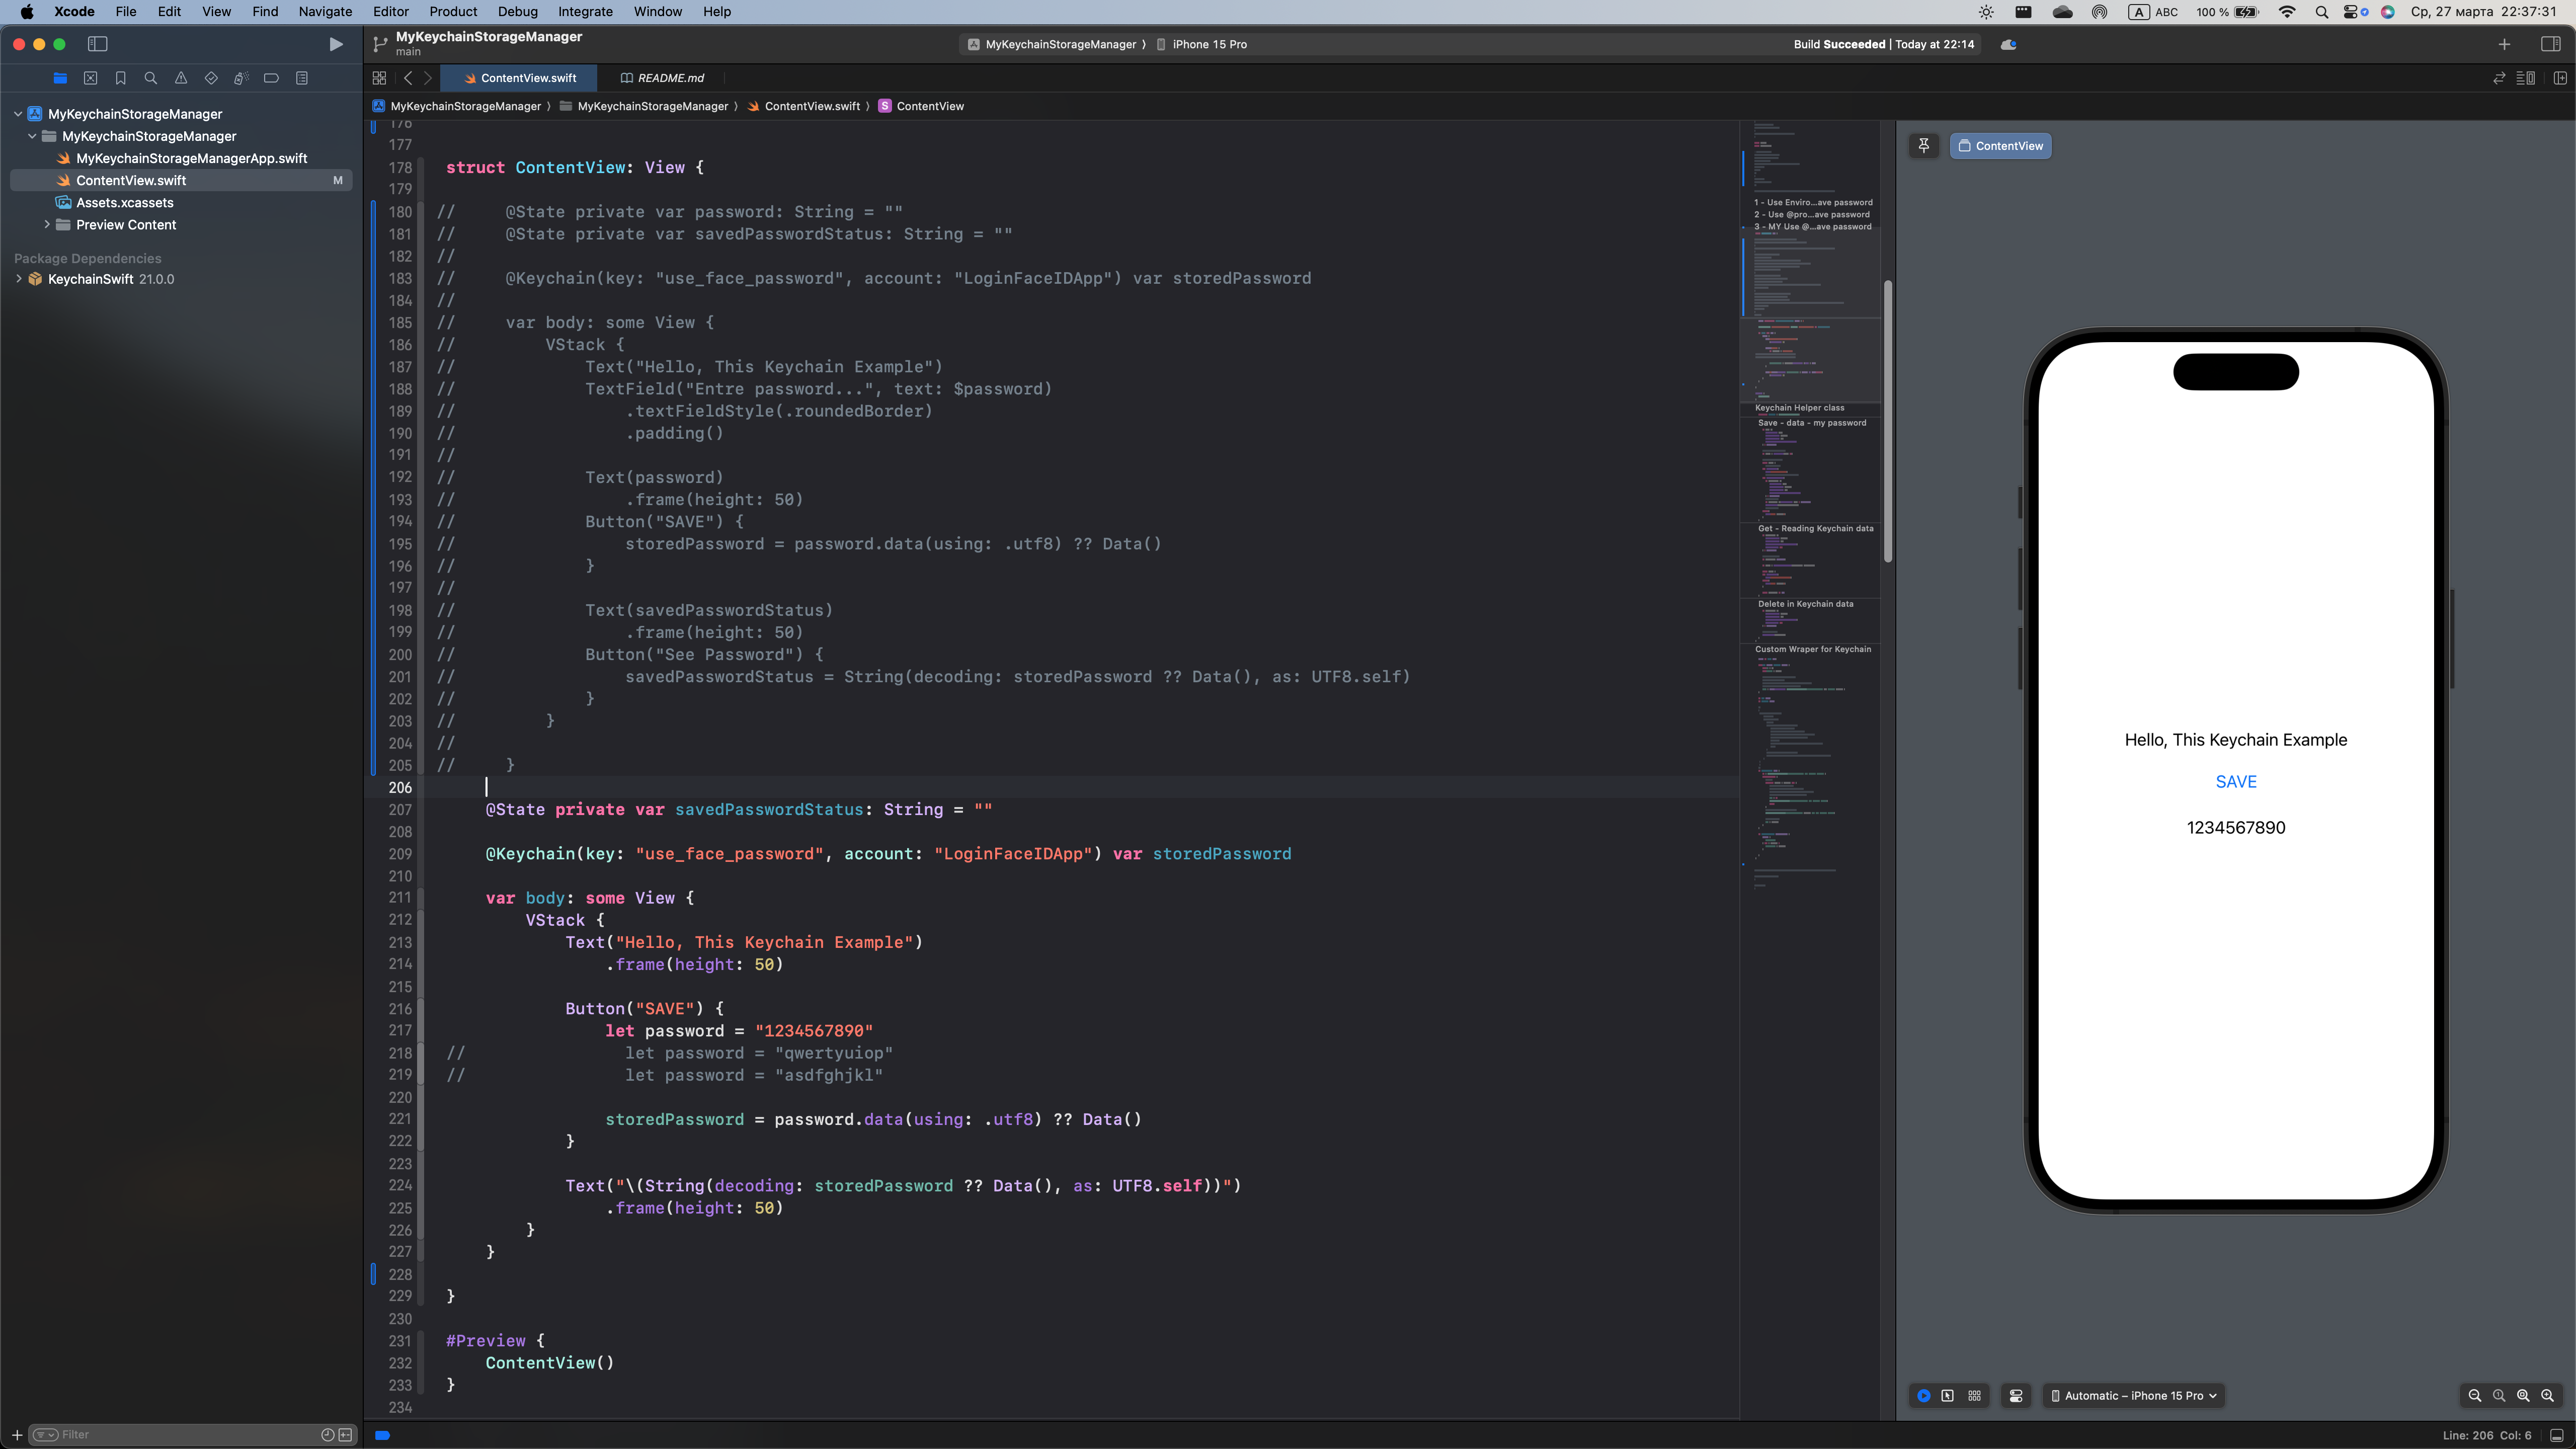 Xcode File Edit View Find Navigate Editor Product Debug Integrate Window Help
A ABC 100 % Ср, 27 марта 22:37:31
MyKeychainStorageManager
main
MyKeychainStorageManager 〉 iPhone 15 Pro
Build Succeeded | Today at 22:14
ContentView.swift
README.md
MyKeychainStorageManager 〉 MyKeychainStorageManager 〉 ContentView.swift 〉 S ContentView
MyKeychainStorageManager
MyKeychainStorageManager
MyKeychainStorageManagerApp.swift
ContentView.swift M
Assets.xcassets
Preview Content
Package Dependencies
KeychainSwift 21.0.0
Filter
176
177
178 struct ContentView: View {
179
180 //     @State private var password: String = ""
181 //     @State private var savedPasswordStatus: String = ""
182 //
183 //     @Keychain(key: "use_face_password", account: "LoginFaceIDApp") var storedPassword
184 //
185 //     var body: some View {
186 //         VStack {
187 //             Text("Hello, This Keychain Example")
188 //             TextField("Entre password...", text: $password)
189 //                 .textFieldStyle(.roundedBorder)
190 //                 .padding()
191 //
192 //             Text(password)
193 //                 .frame(height: 50)
194 //             Button("SAVE") {
195 //                 storedPassword = password.data(using: .utf8) ?? Data()
196 //             }
197 //
198 //             Text(savedPasswordStatus)
199 //                 .frame(height: 50)
200 //             Button("See Password") {
201 //                 savedPasswordStatus = String(decoding: storedPassword ?? Data(), as: UTF8.self)
202 //             }
203 //         }
204 //
205 //     }
206
207     @State private var savedPasswordStatus: String = ""
208
209     @Keychain(key: "use_face_password", account: "LoginFaceIDApp") var storedPassword
210
211     var body: some View {
212         VStack {
213             Text("Hello, This Keychain Example")
214                 .frame(height: 50)
215
216             Button("SAVE") {
217                 let password = "1234567890"
218 //                let password = "qwertyuiop"
219 //                let password = "asdfghjkl"
220
221                 storedPassword = password.data(using: .utf8) ?? Data()
222             }
223
224             Text("\(String(decoding: storedPassword ?? Data(), as: UTF8.self))")
225                 .frame(height: 50)
226         }
227     }
228
229 }
230
231 #Preview {
232     ContentView()
233 }
234
1 - Use Enviro...ave password
2 - Use @pro...ave password
3 - MY Use @...ave password
Keychain Helper class
Save - data - my password
Get - Reading Keychain data
Delete in Keychain data
Custom Wraper for Keychain
ContentView
Hello, This Keychain Example
SAVE
1234567890
Automatic – iPhone 15 Pro
Line: 206 Col: 6